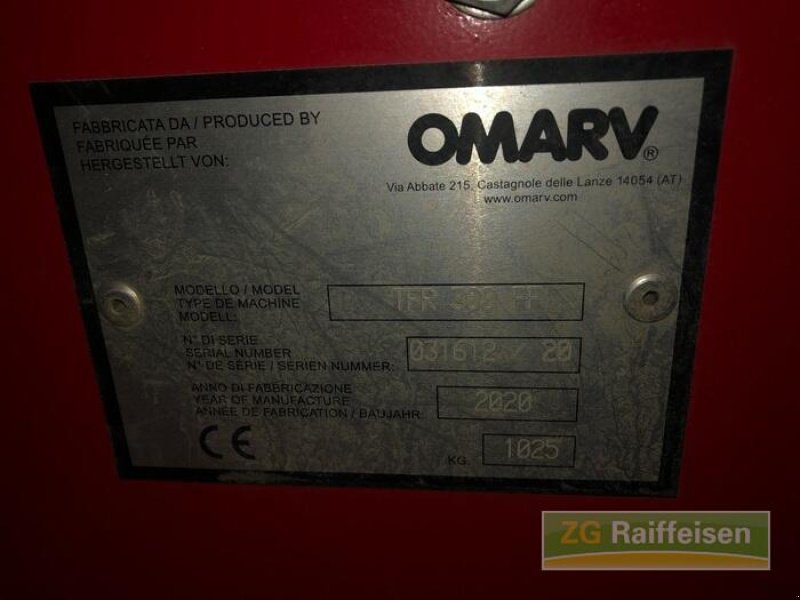 FABBRICATA DA / PRODUCED BY
FABRIQUÉE PAR
HERGESTELLT VON:
OMARV®
Via Abbate 215, Castagnole delle Lanze 14054 (AT)
www.omarv.com
MODELLO / MODEL
TYPE DE MACHINE
MODELL:
TFR
N° DI SERIE
SERIAL NUMBER
N° DE SÉRIE / SERIEN NUMMER:
031612 20
ANNO DI FABBRICAZIONE
YEAR OF MANUFACTURE
ANNÉE DE FABRICATION / BAUJAHR:
2020
CE
KG.
1025
ZG Raiffeisen